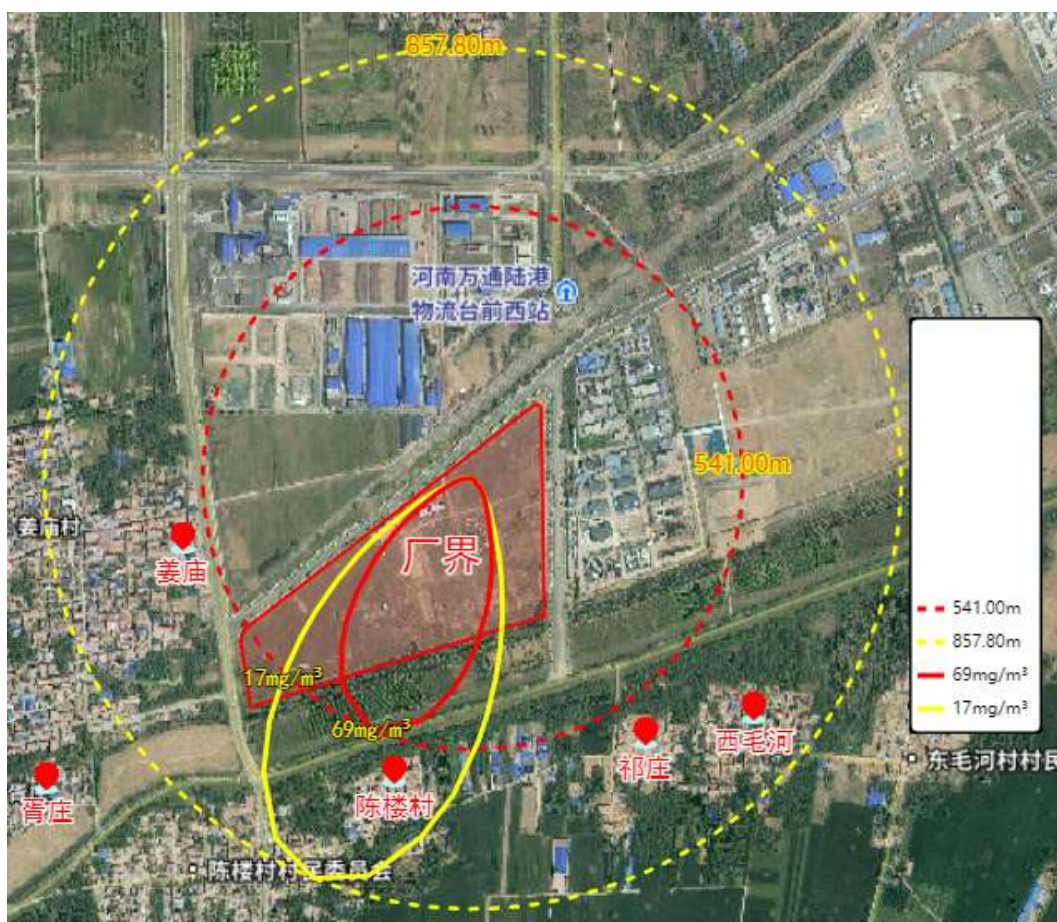 857.80m
河南万通陆港
物流台前西站
541.00m
姜庙村
姜庙
厂界
541.00m
857.80m
69mg/m³
17mg/m³
17mg/m³
69mg/m³
祁庄
西毛河
东毛河村村民
胥庄
陈楼村
陈楼村村民委员会